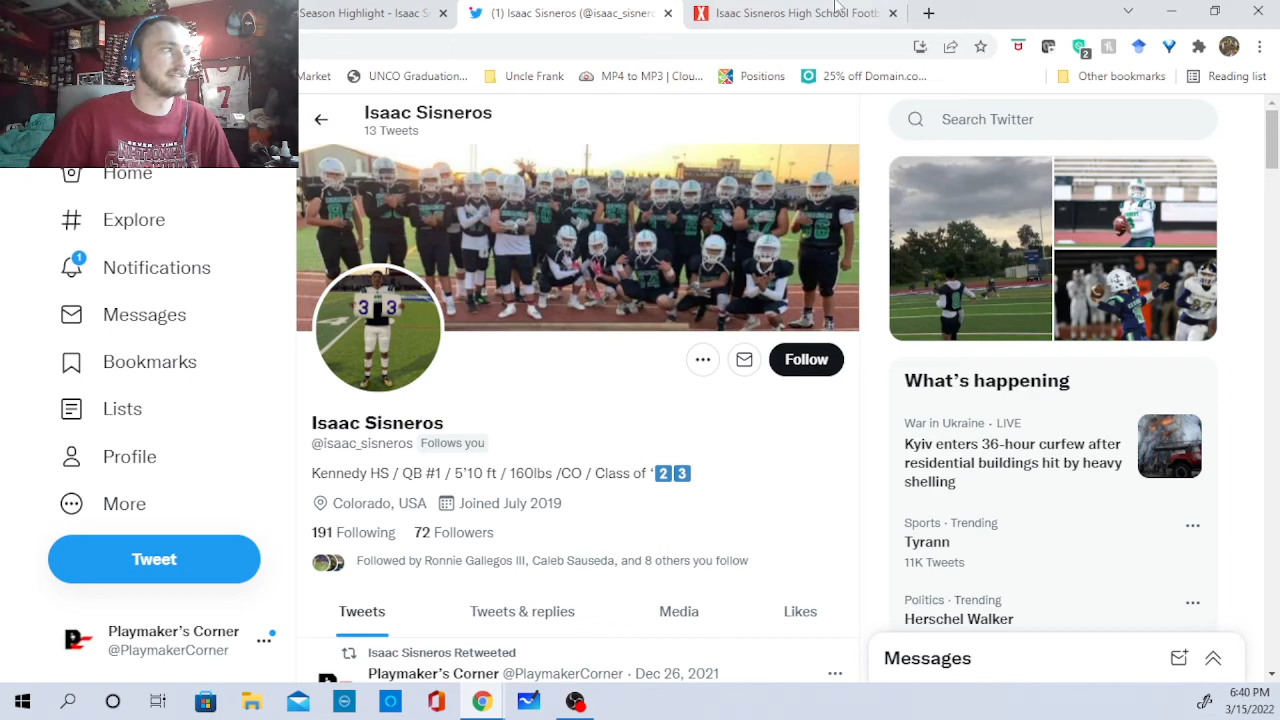 Season Highlight - Isaac S
(1) Isaac Sisneros (@isaac_sisner
Isaac Sisneros High School Footb
Market
UNCO Graduation...
Uncle Frank
MP4 to MP3 | Clou...
Positions
25% off Domain.co...
Other bookmarks
Reading list
2
Isaac Sisneros
13 Tweets
Search Twitter
Home
Explore
1
Notifications
Messages
Bookmarks
Lists
Profile
More
Tweet
Playmaker's Corner
@PlaymakerCorner
Follow
Isaac Sisneros
@isaac_sisneros Follows you
Kennedy HS / QB #1 / 5'10 ft / 160lbs /CO / Class of ‘2️⃣3️⃣
Colorado, USA Joined July 2019
191 Following 72 Followers
Followed by Ronnie Gallegos III, Caleb Sauseda, and 8 others you follow
Tweets
Tweets & replies
Media
Likes
Isaac Sisneros Retweeted
Playmaker's Corner @PlaymakerCorner · Dec 26, 2021
What's happening
War in Ukraine · LIVE
Kyiv enters 36-hour curfew after
residential buildings hit by heavy
shelling
Sports · Trending
Tyrann
11K Tweets
Politics · Trending
Herschel Walker
Messages
6:40 PM
3/15/2022